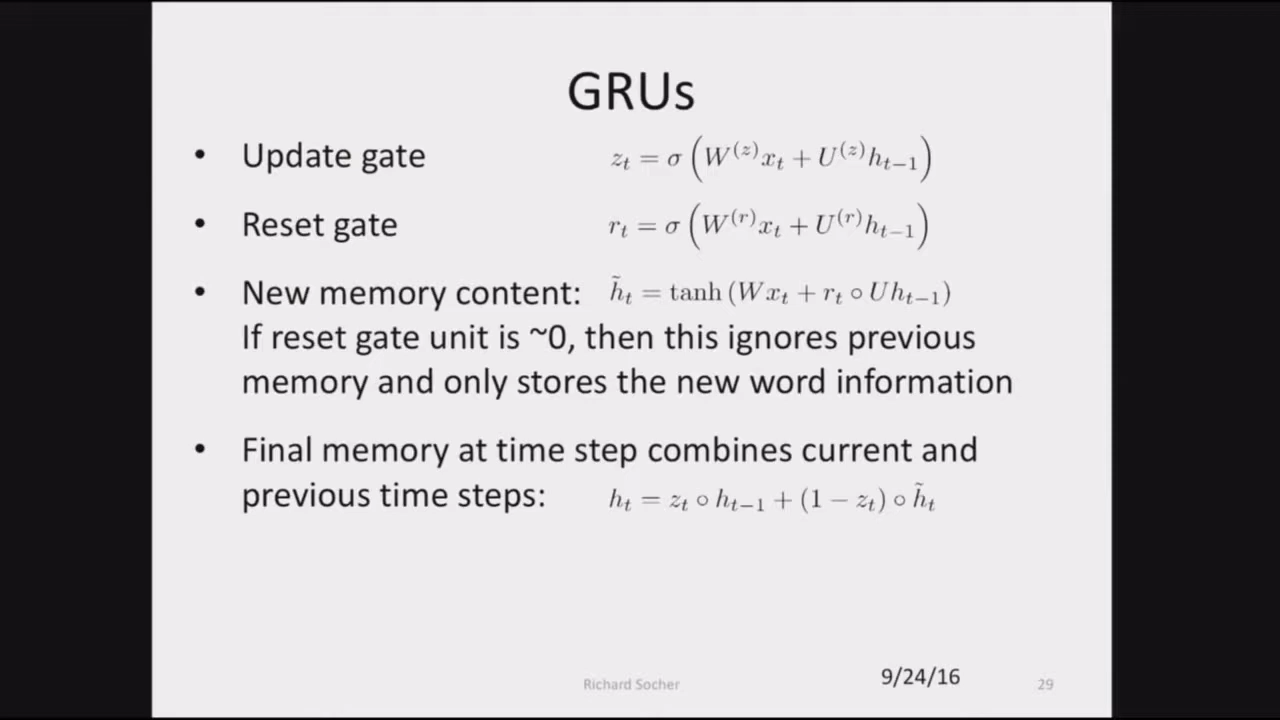 GRUs
• Update gate z_t = σ(W^(z)x_t + U^(z)h_{t−1})
• Reset gate r_t = σ(W^(r)x_t + U^(r)h_{t−1})
• New memory content: h̃_t = tanh(Wx_t + r_t ∘ Uh_{t−1})
If reset gate unit is ~0, then this ignores previous
memory and only stores the new word information
• Final memory at time step combines current and
previous time steps: h_t = z_t ∘ h_{t−1} + (1 − z_t) ∘ h̃_t
Richard Socher 9/24/16 29